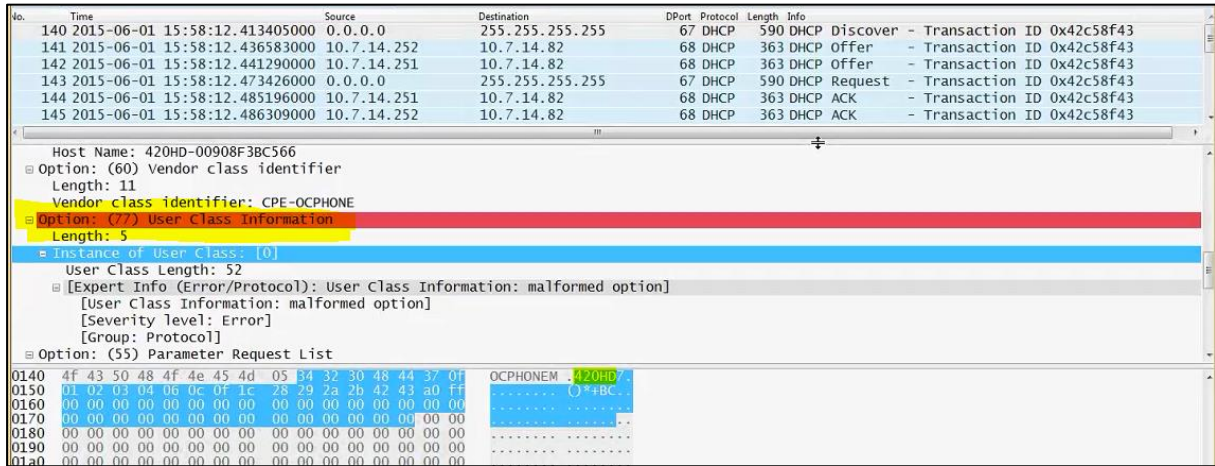 No. Time Source Destination DPort Protocol Length Info
140 2015-06-01 15:58:12.413405000 0.0.0.0 255.255.255.255 67 DHCP 590 DHCP Discover - Transaction ID 0x42c58f43
141 2015-06-01 15:58:12.436583000 10.7.14.252 10.7.14.82 68 DHCP 363 DHCP Offer - Transaction ID 0x42c58f43
142 2015-06-01 15:58:12.441290000 10.7.14.251 10.7.14.82 68 DHCP 363 DHCP Offer - Transaction ID 0x42c58f43
143 2015-06-01 15:58:12.473426000 0.0.0.0 255.255.255.255 67 DHCP 590 DHCP Request - Transaction ID 0x42c58f43
144 2015-06-01 15:58:12.485196000 10.7.14.251 10.7.14.82 68 DHCP 363 DHCP ACK - Transaction ID 0x42c58f43
145 2015-06-01 15:58:12.486309000 10.7.14.252 10.7.14.82 68 DHCP 363 DHCP ACK - Transaction ID 0x42c58f43
Host Name: 420HD-00908F3BC566
Option: (60) Vendor class identifier
Length: 11
Vendor class identifier: CPE-OCPHONE
Option: (77) User Class Information
Length: 5
Instance of User Class: [0]
User Class Length: 52
[Expert Info (Error/Protocol): User Class Information: malformed option]
[User Class Information: malformed option]
[Severity level: Error]
[Group: Protocol]
Option: (55) Parameter Request List
0140 4f 43 50 48 4f 4e 45 4d 05 34 32 30 48 44 37 0f OCPHONEM .420HD7.
0150 01 02 03 04 06 0c 0f 1c 28 29 2a 2b 42 43 a0 ff ........ ()*+BC..
0160 00 00 00 00 00 00 00 00 00 00 00 00 00 00 00 00 ........ ........
0170 00 00 00 00 00 00 00 00 00 00 00 00 00 00 00 00 ........ ........
0180 00 00 00 00 00 00 00 00 00 00 00 00 00 00 00 00 ........ ........
0190 00 00 00 00 00 00 00 00 00 00 00 00 00 00 00 00 ........ ........
01a0 00 00 00 00 00 00 00 00 00 00 00 00 00 00 00 00 ........ ........